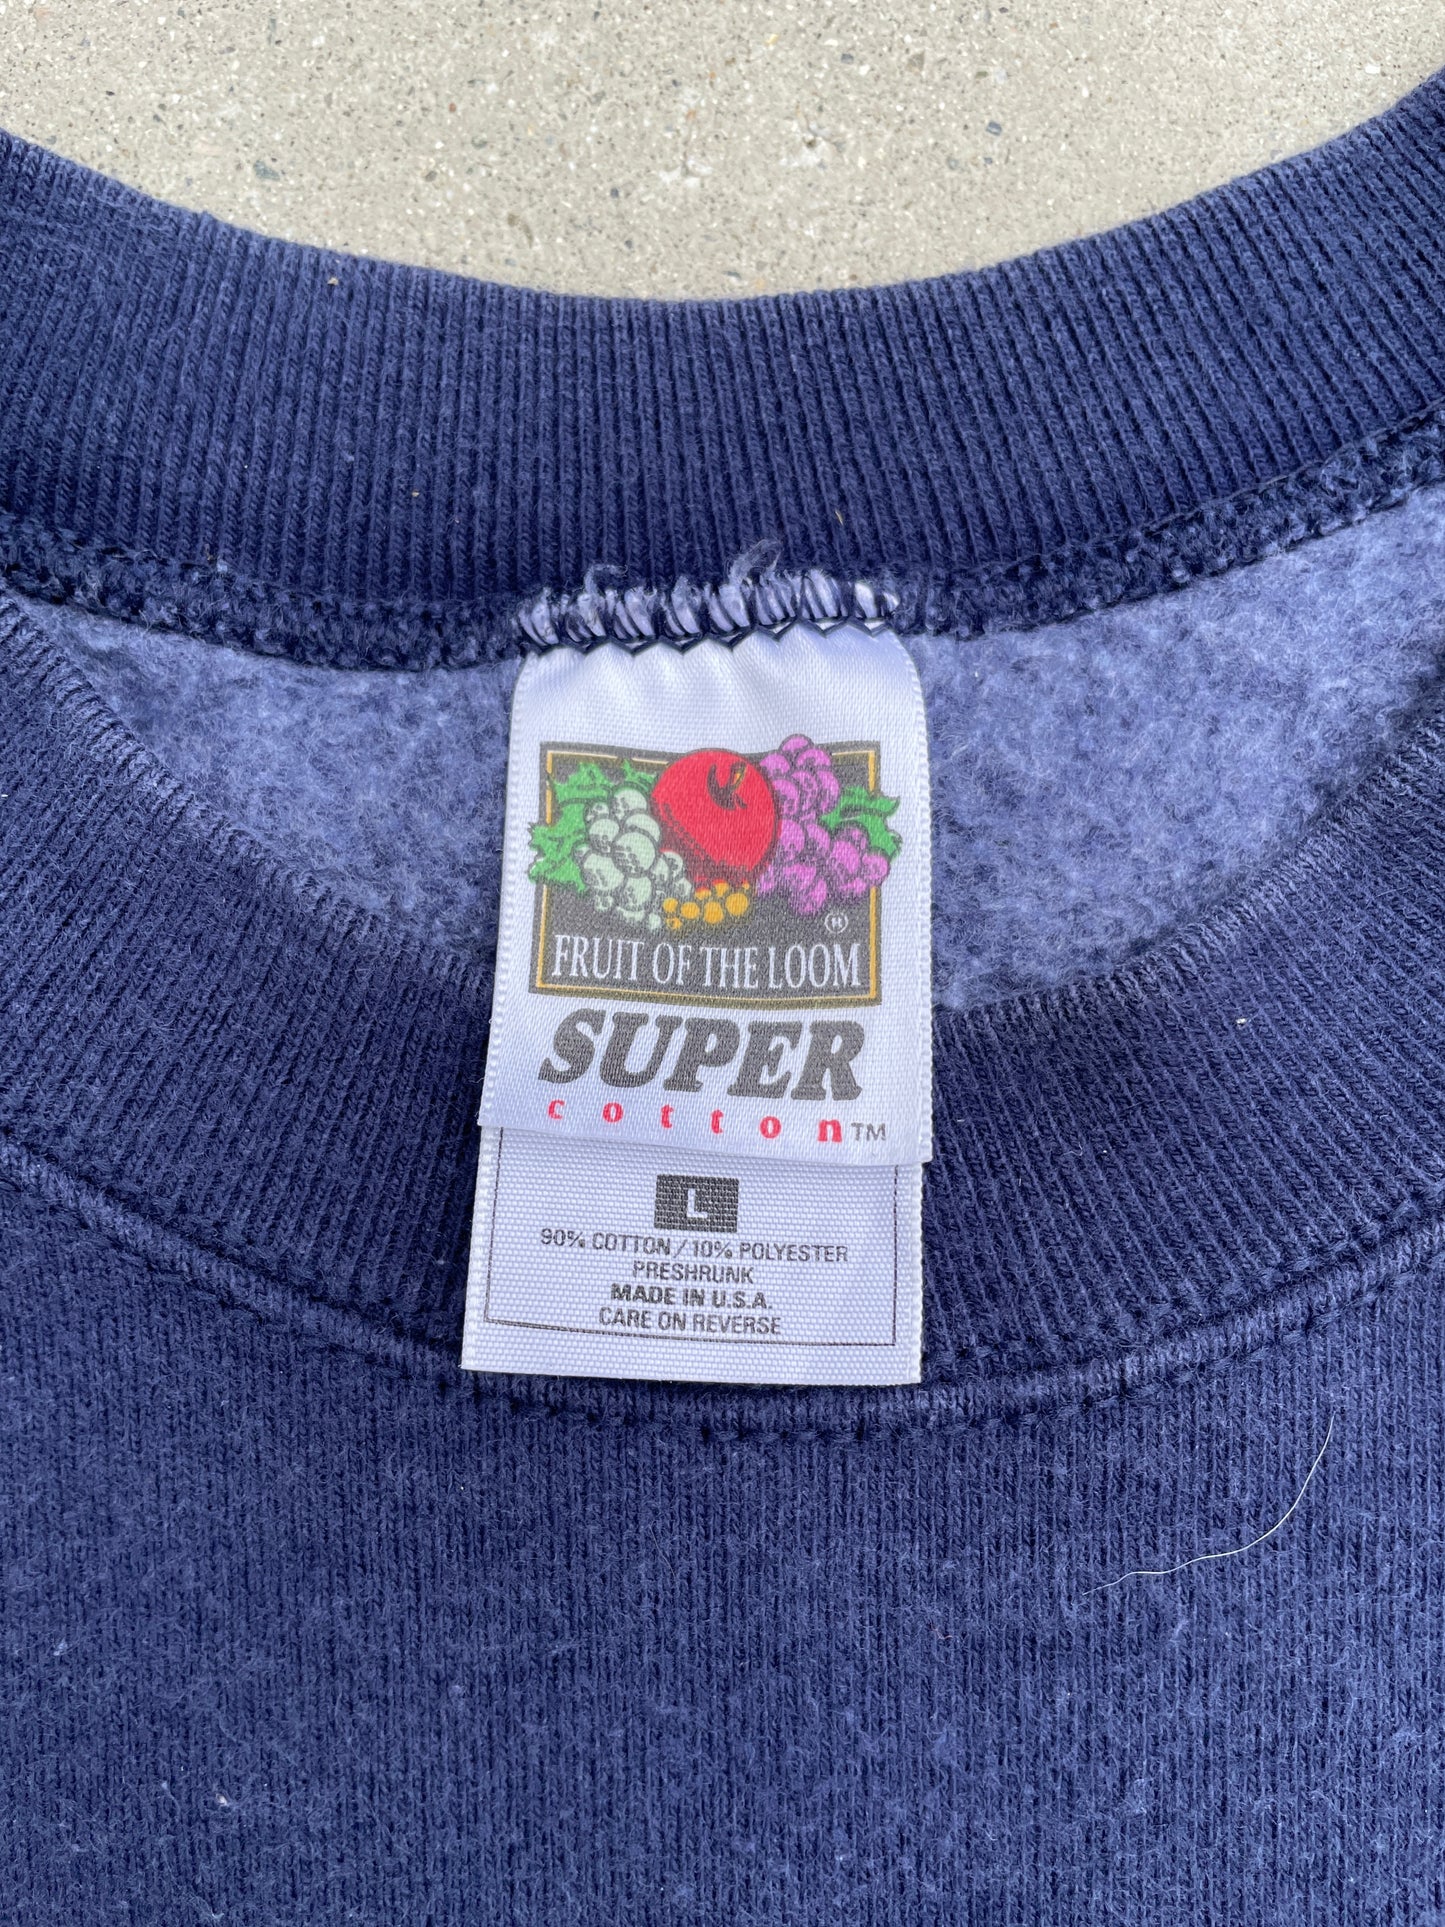 ®
FRUIT OF THE LOOM
SUPER
cotton™
L
90% COTTON / 10% POLYESTER
PRESHRUNK
MADE IN U.S.A.
CARE ON REVERSE